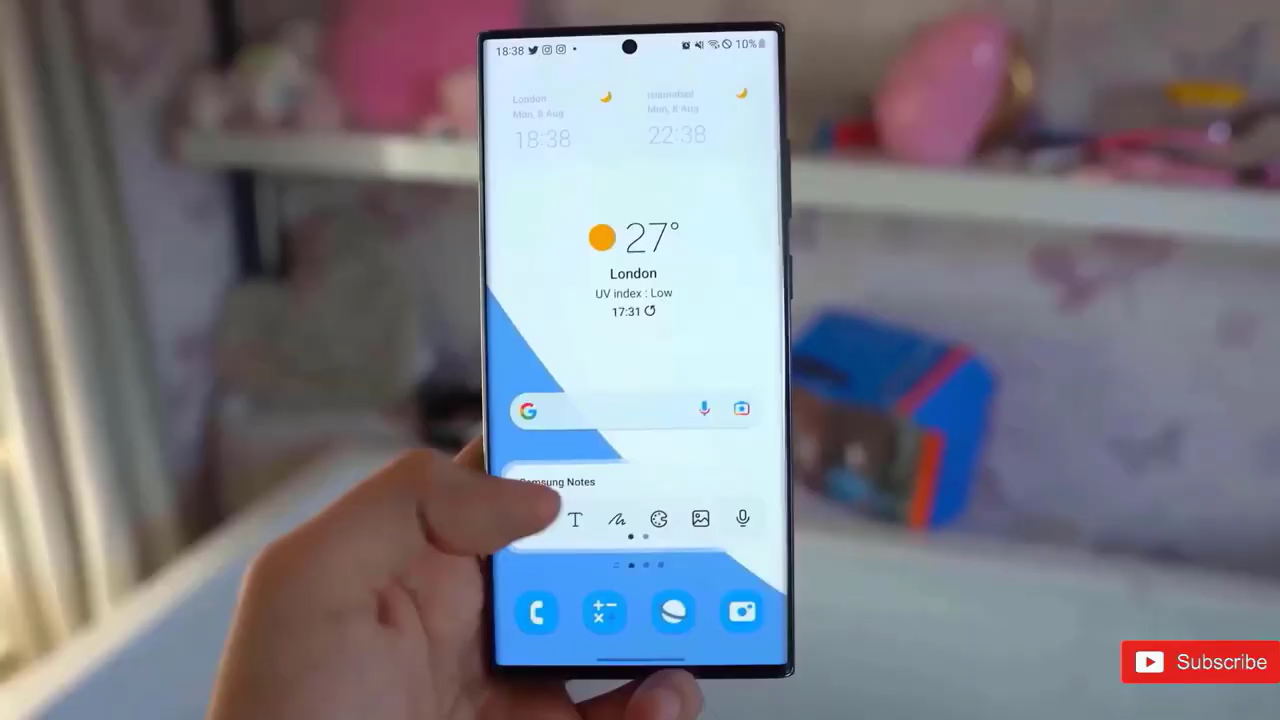 18:38
10%
London
Mon, 8 Aug
18:38
Mon, 8 Aug
22:38
27°
London
UV index : Low
17:31
G
Samsung Notes
T
Subscribe